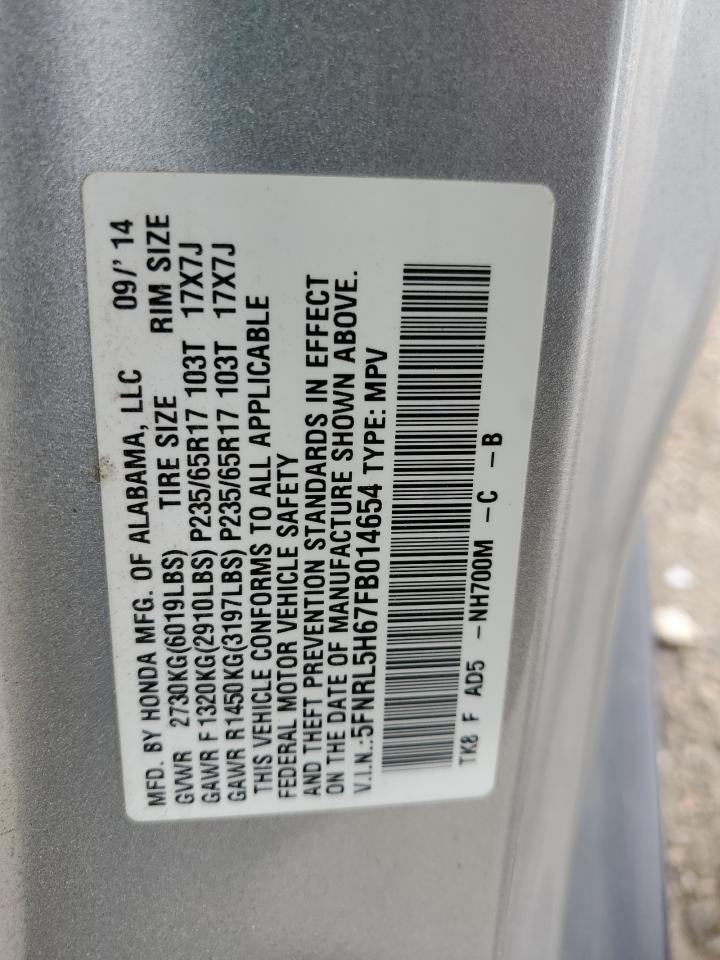 MFD. BY HONDA MFG. OF ALABAMA, LLC 09/' 14
GVWR 2730KG(6019LBS) TIRE SIZE RIM SIZE
GAWR F 1320KG(2910LBS) P235/65R17 103T 17X7J
GAWR R1450KG(3197LBS) P235/65R17 103T 17X7J
THIS VEHICLE CONFORMS TO ALL APPLICABLE
FEDERAL MOTOR VEHICLE SAFETY
AND THEFT PREVENTION STANDARDS IN EFFECT
ON THE DATE OF MANUFACTURE SHOWN ABOVE.
V.I.N.:5FNRL5H67FB014654 TYPE: MPV
TK8 F AD5 -NH700M -C -B